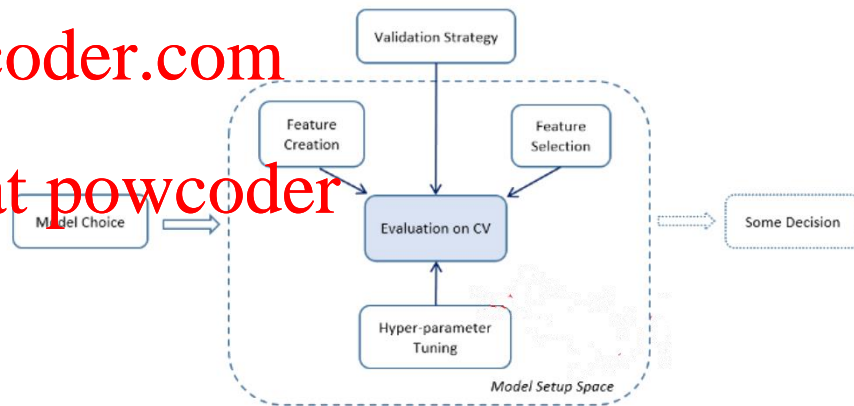 Validation Strategy
coder.com
Feature
Creation
Feature
Selection
at powcoder
Model Choice
Evaluation on CV
Some Decision
Hyper-parameter
Tuning
Model Setup Space